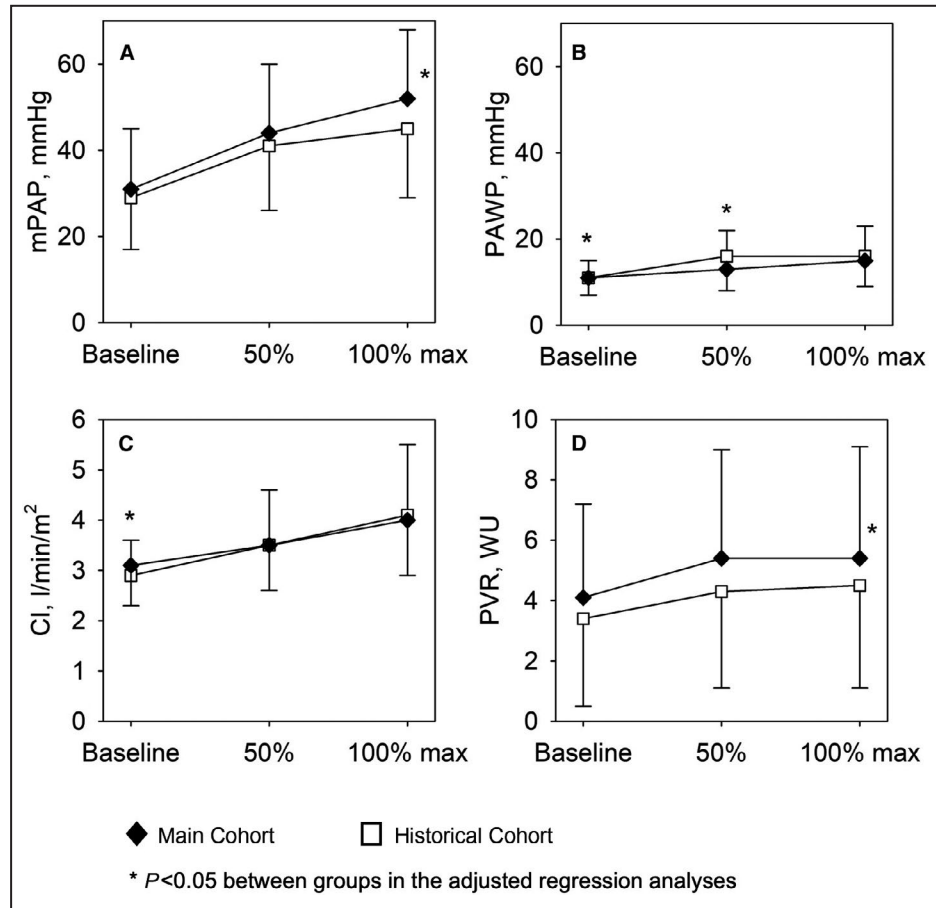 A
mPAP, mmHg
60
40
20
0
Baseline 50% 100% max
*
B
PAWP, mmHg
60
40
20
0
Baseline 50% 100% max
* *
C
CI, l/min/m²
6
5
4
3
2
1
0
Baseline 50% 100% max
*
D
PVR, WU
10
8
6
4
2
0
Baseline 50% 100% max
*
Main Cohort Historical Cohort
* P<0.05 between groups in the adjusted regression analyses